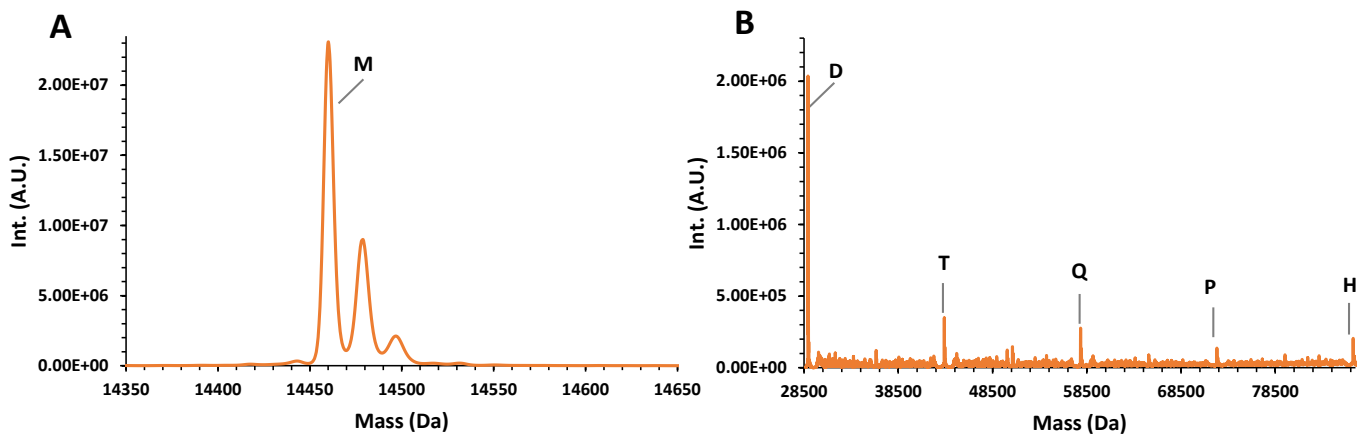 A
M
2.00E+07
1.50E+07
1.00E+07
5.00E+06
0.00E+00
Int. (A.U.)
14350 14400 14450 14500 14550 14600 14650
Mass (Da)
B
D
T
Q
P
H
2.00E+06
1.50E+06
1.00E+06
5.00E+05
0.00E+00
Int. (A.U.)
28500 38500 48500 58500 68500 78500
Mass (Da)